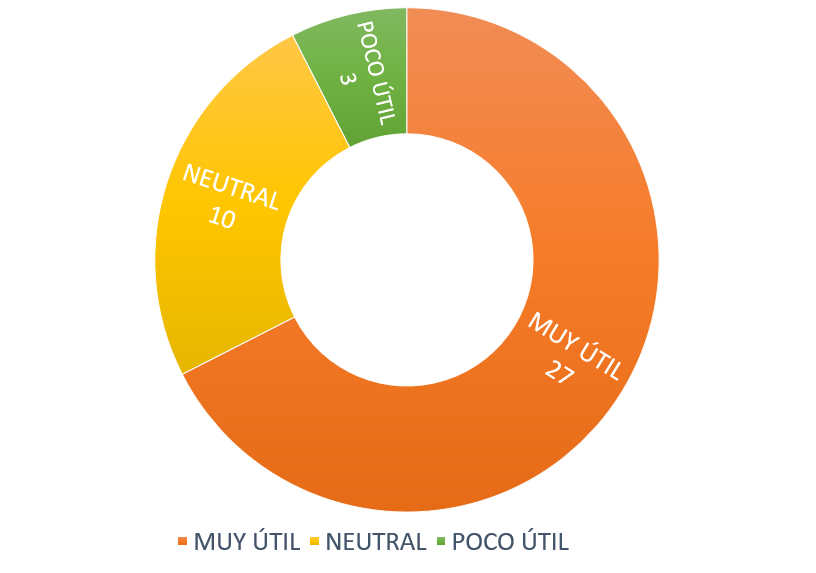 POCO ÚTIL
3
NEUTRAL
10
MUY ÚTIL
27
MUY ÚTIL NEUTRAL POCO ÚTIL